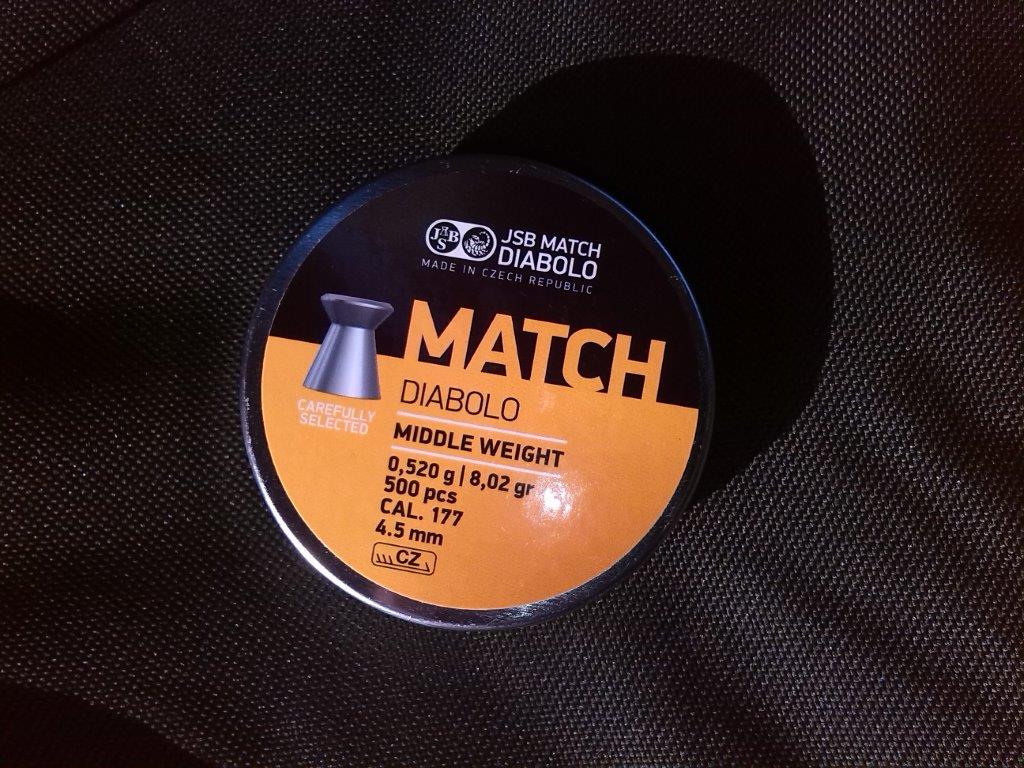 JSB
JSB MATCH
DIABOLO
MADE IN CZECH REPUBLIC
MATCH
DIABOLO
CAREFULLY
SELECTED
MIDDLE WEIGHT
0,520 g | 8,02 gr
500 pcs
CAL. 177
4.5 mm
CZ